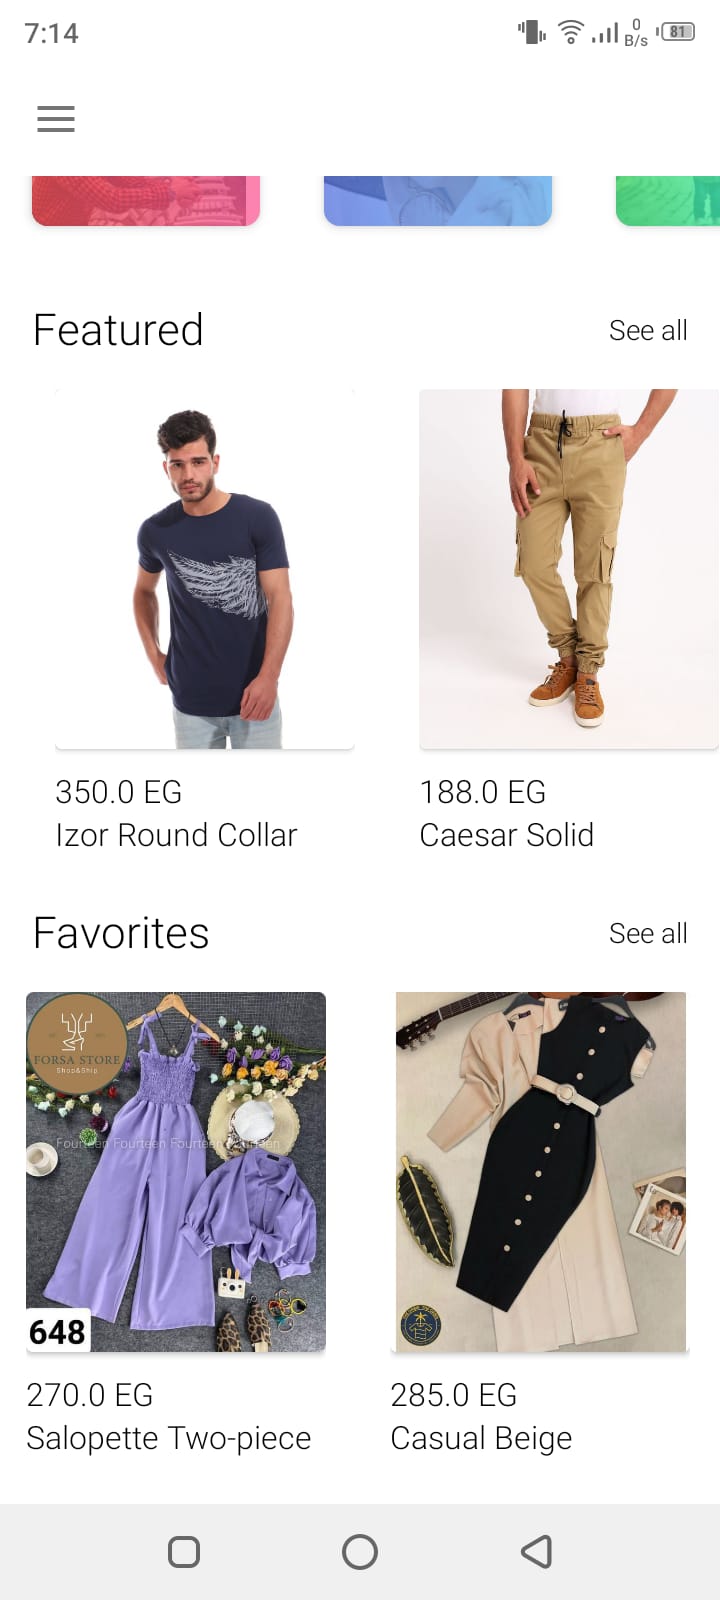 7:14
0
B/s
81
Featured
See all
350.0 EG
Izor Round Collar
188.0 EG
Caesar Solid
Favorites
See all
FORSA STORE
Shop&Ship
Fourteen Fourteen Fourteen Fourteen
648
270.0 EG
Salopette Two-piece
285.0 EG
Casual Beige